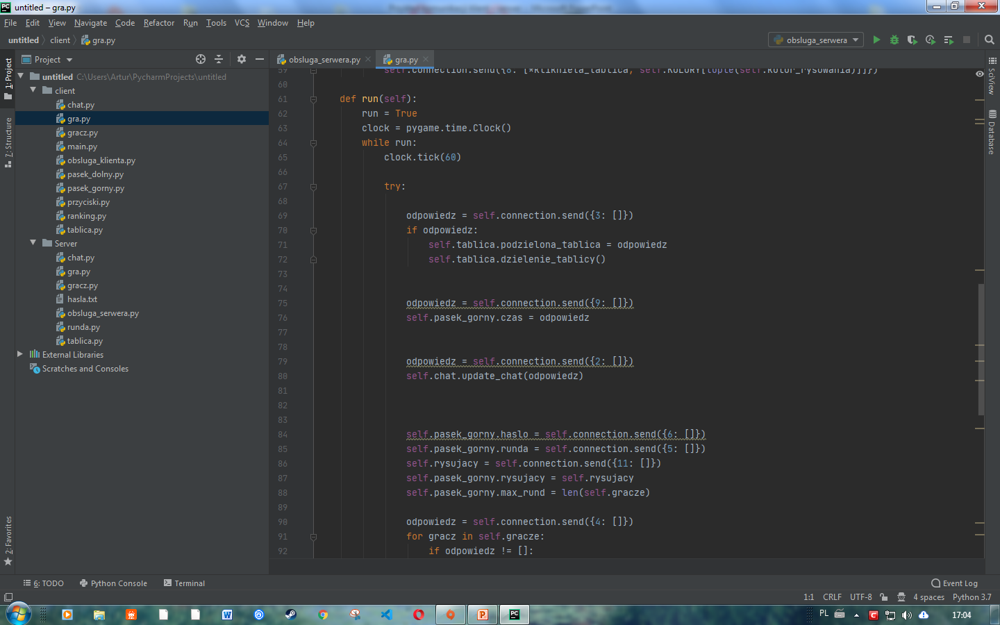 untitled – gra.py
File Edit View Navigate Code Refactor Run Tools VCS Window Help
untitled client gra.py
obsluga_serwera
Project
obsluga_serwera.py
gra.py
1: Project
7: Structure
2: Favorites
SciView
Database
untitled C:\Users\Artur\PycharmProjects\untitled
client
chat.py
gra.py
gracz.py
main.py
obsluga_klienta.py
pasek_dolny.py
pasek_gorny.py
przyciski.py
ranking.py
tablica.py
Server
chat.py
gra.py
gracz.py
hasla.txt
obsluga_serwera.py
runda.py
tablica.py
External Libraries
Scratches and Consoles
59 self.connection.send({8: [*kliknieta_tablica, self.KOLORY[tuple(self.kolor_rysowania)]]})
60
61 def run(self):
62 run = True
63 clock = pygame.time.Clock()
64 while run:
65 clock.tick(60)
66
67 try:
68
69 odpowiedz = self.connection.send({3: []})
70 if odpowiedz:
71 self.tablica.podzielona_tablica = odpowiedz
72 self.tablica.dzielenie_tablicy()
73
74
75 odpowiedz = self.connection.send({9: []})
76 self.pasek_gorny.czas = odpowiedz
77
78
79 odpowiedz = self.connection.send({2: []})
80 self.chat.update_chat(odpowiedz)
81
82
83
84 self.pasek_gorny.haslo = self.connection.send({6: []})
85 self.pasek_gorny.runda = self.connection.send({5: []})
86 self.rysujacy = self.connection.send({11: []})
87 self.pasek_gorny.rysujacy = self.rysujacy
88 self.pasek_gorny.max_rund = len(self.gracze)
89
90 odpowiedz = self.connection.send({4: []})
91 for gracz in self.gracze:
92 if odpowiedz != []:
6: TODO Python Console Terminal Event Log
1:1 CRLF UTF-8 4 spaces Python 3.7
PL 17:04